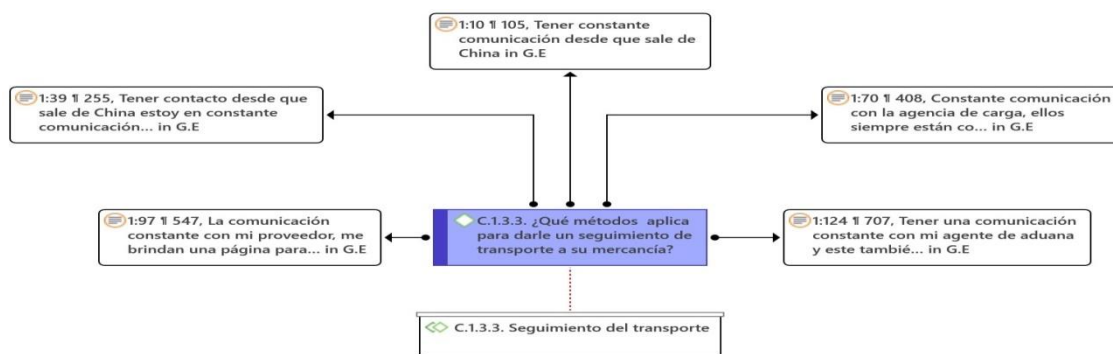 1:10 ¶ 105, Tener constante
comunicación desde que sale de
China in G.E
1:39 ¶ 255, Tener contacto desde que
sale de China estoy en constante
comunicación... in G.E
1:70 ¶ 408, Constante comunicación
con la agencia de carga, ellos
siempre están co... in G.E
1:97 ¶ 547, La comunicación
constante con mi proveedor, me
brindan una página para... in G.E
C.1.3.3. ¿Qué métodos aplica
para darle un seguimiento de
transporte a su mercancía?
1:124 ¶ 707, Tener una comunicación
constante con mi agente de aduana
y este tambié... in G.E
C.1.3.3. Seguimiento del transporte